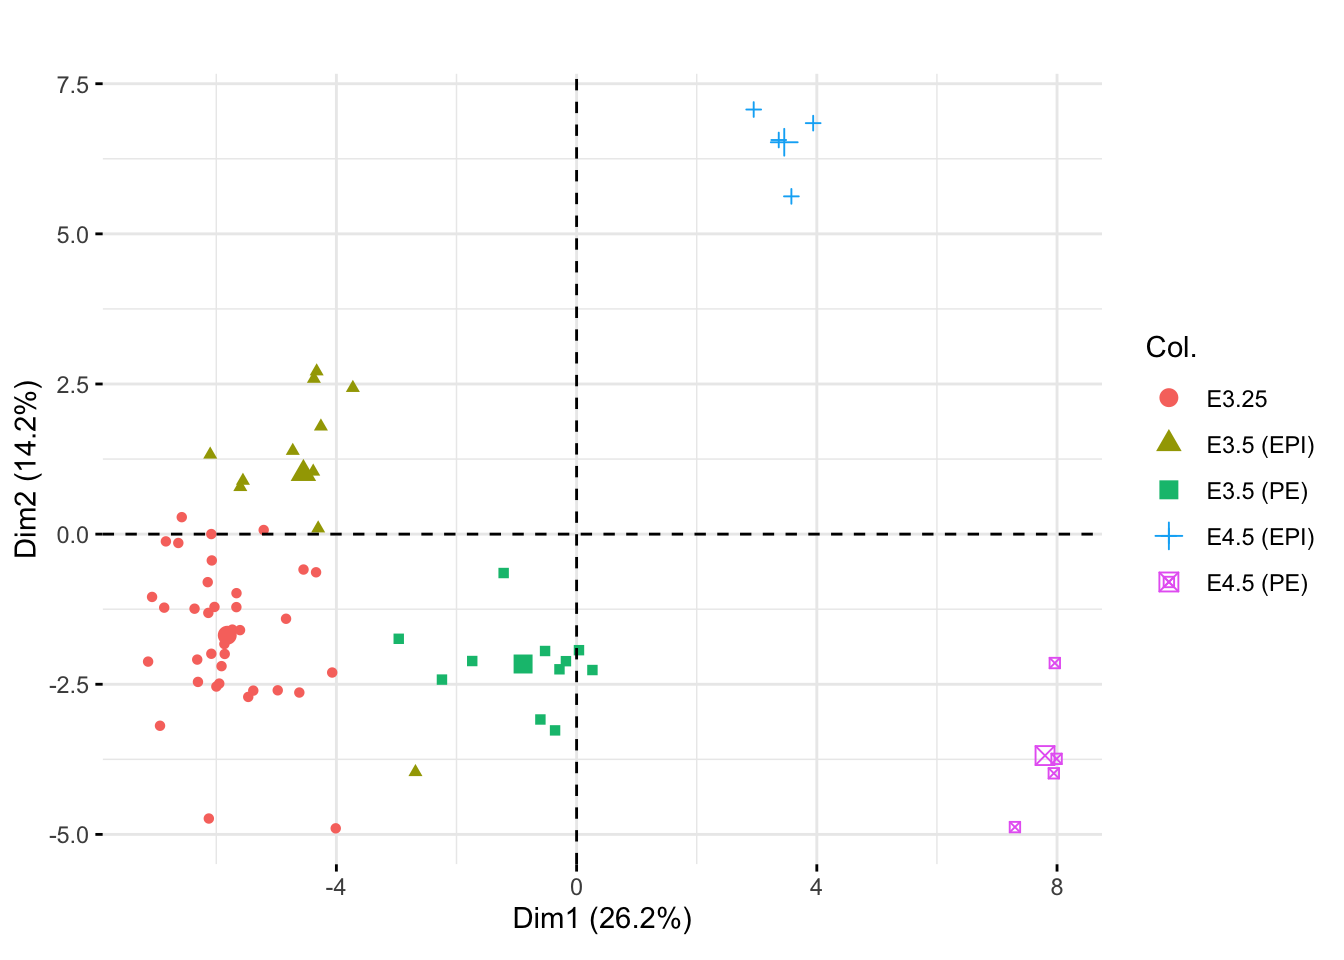 7.5
5.0
2.5
0.0
-2.5
-5.0
Dim2 (14.2%)
-4
0
4
8
Dim1 (26.2%)
Col.
E3.25
E3.5 (EPI)
E3.5 (PE)
E4.5 (EPI)
E4.5 (PE)